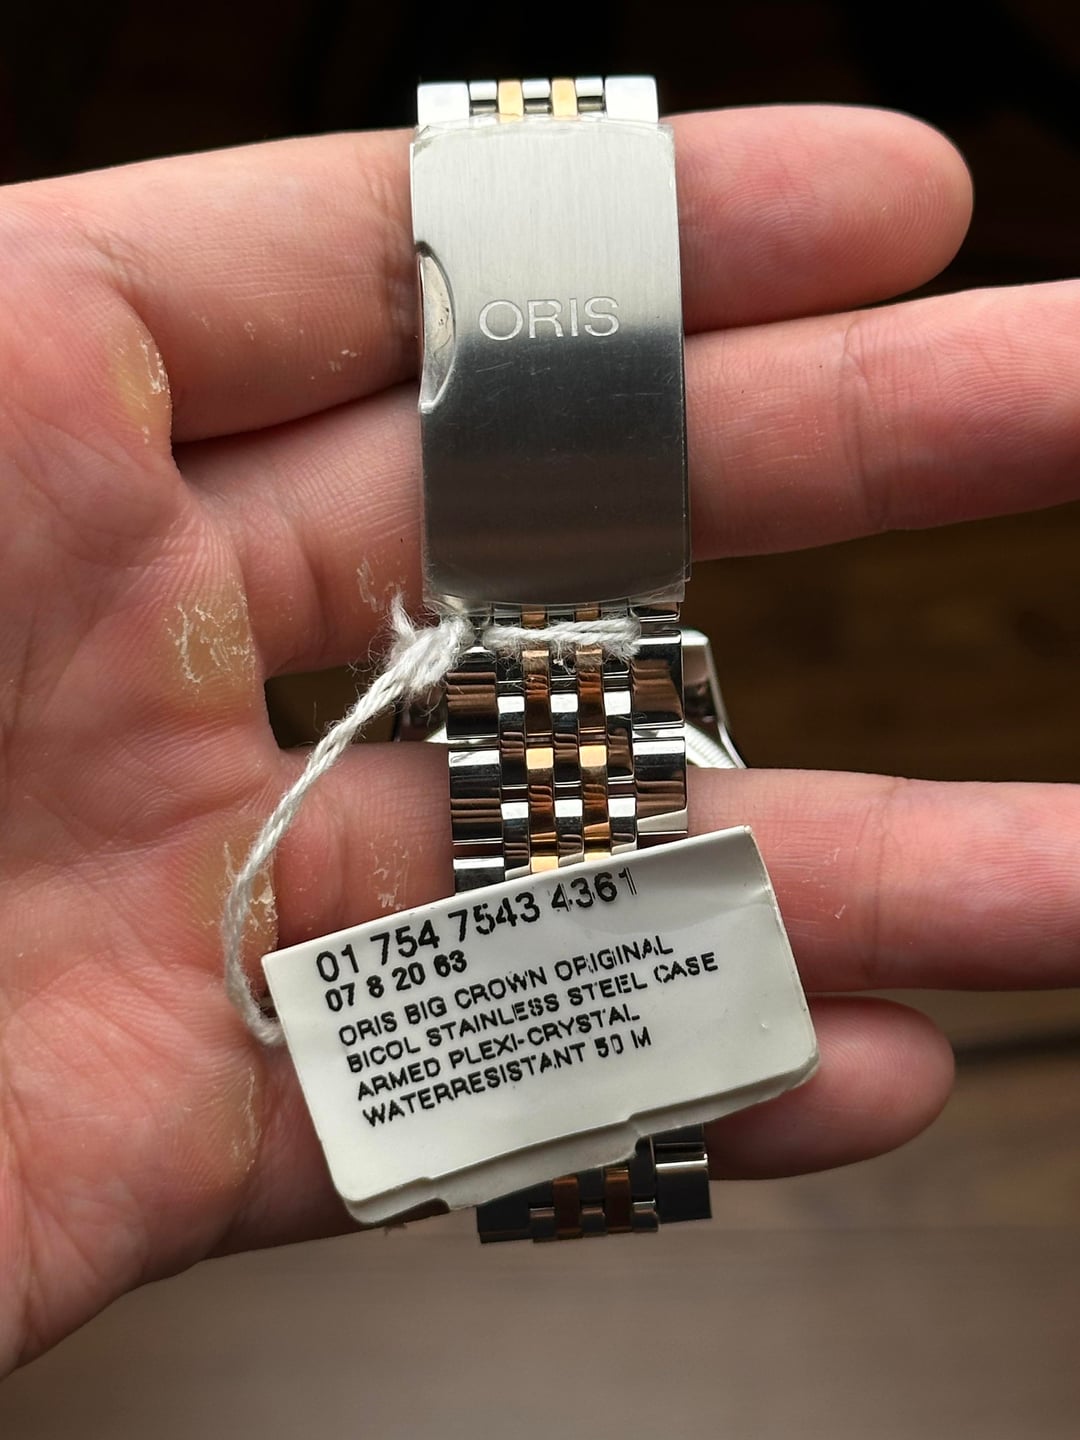 ORIS
01 754 7543 4361
07 8 20 63
ORIS BIG CROWN ORIGINAL
BICOL STAINLESS STEEL CASE
ARMED PLEXI-CRYSTAL
WATERRESISTANT 50 M